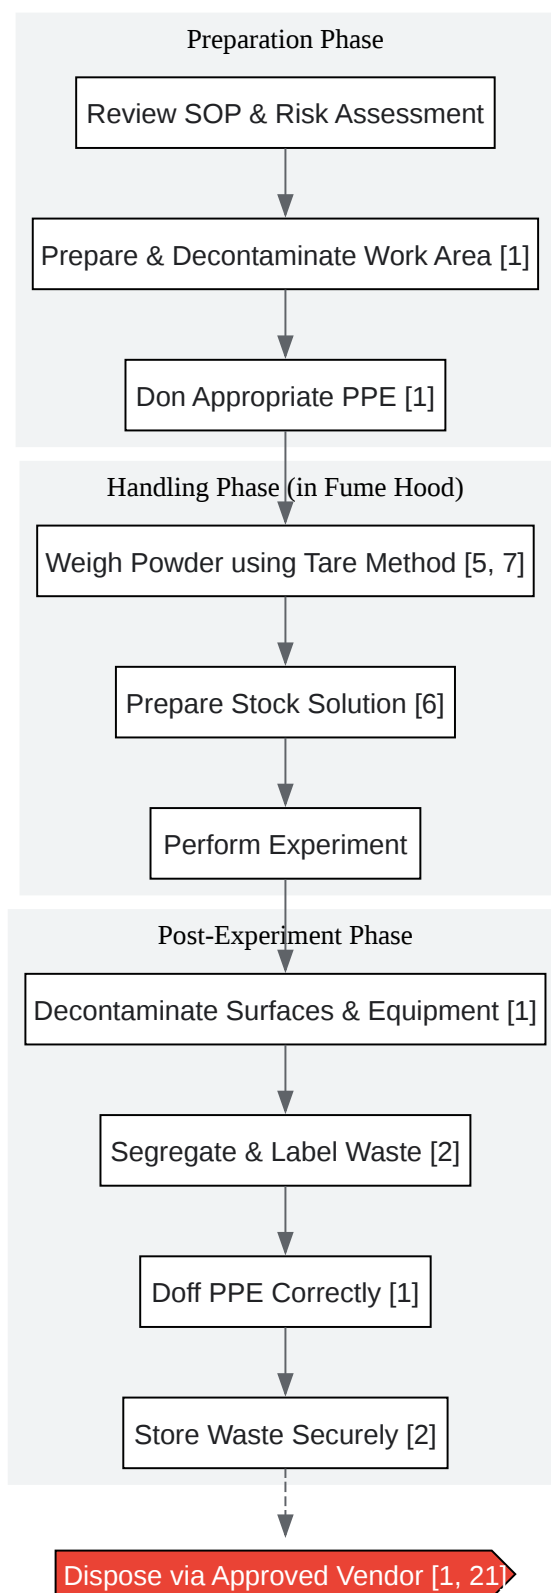 Preparation Phase
Review SOP & Risk Assessment
Prepare & Decontaminate Work Area [1]
Don Appropriate PPE [1]
Handling Phase (in Fume Hood)
Weigh Powder using Tare Method [5, 7]
Prepare Stock Solution [6]
Perform Experiment
Post-Experiment Phase
Decontaminate Surfaces & Equipment [1]
Segregate & Label Waste [2]
Doff PPE Correctly [1]
Store Waste Securely [2]
Dispose via Approved Vendor [1, 21]